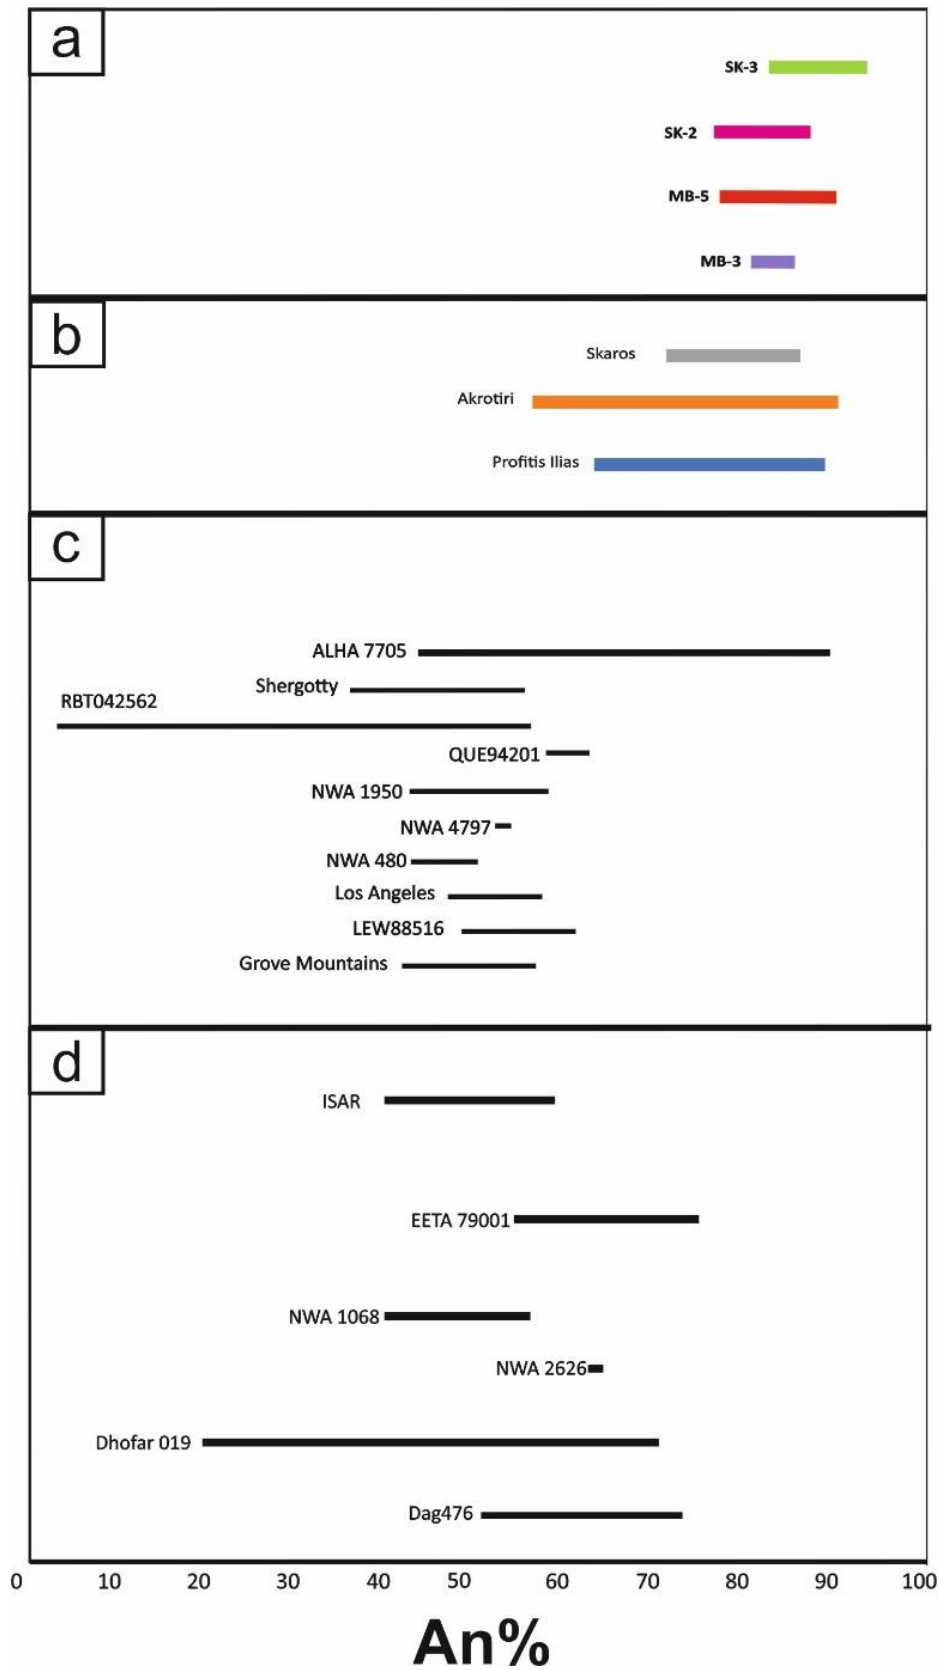 a
SK-3
SK-2
MB-5
MB-3
b
Skaros
Akrotiri
Profitis Ilias
c
ALHA 7705
Shergotty
RBT042562
QUE94201
NWA 1950
NWA 4797
NWA 480
Los Angeles
LEW88516
Grove Mountains
d
ISAR
EETA 79001
NWA 1068
NWA 2626
Dhofar 019
Dag476
0 10 20 30 40 50 60 70 80 90 100
An%